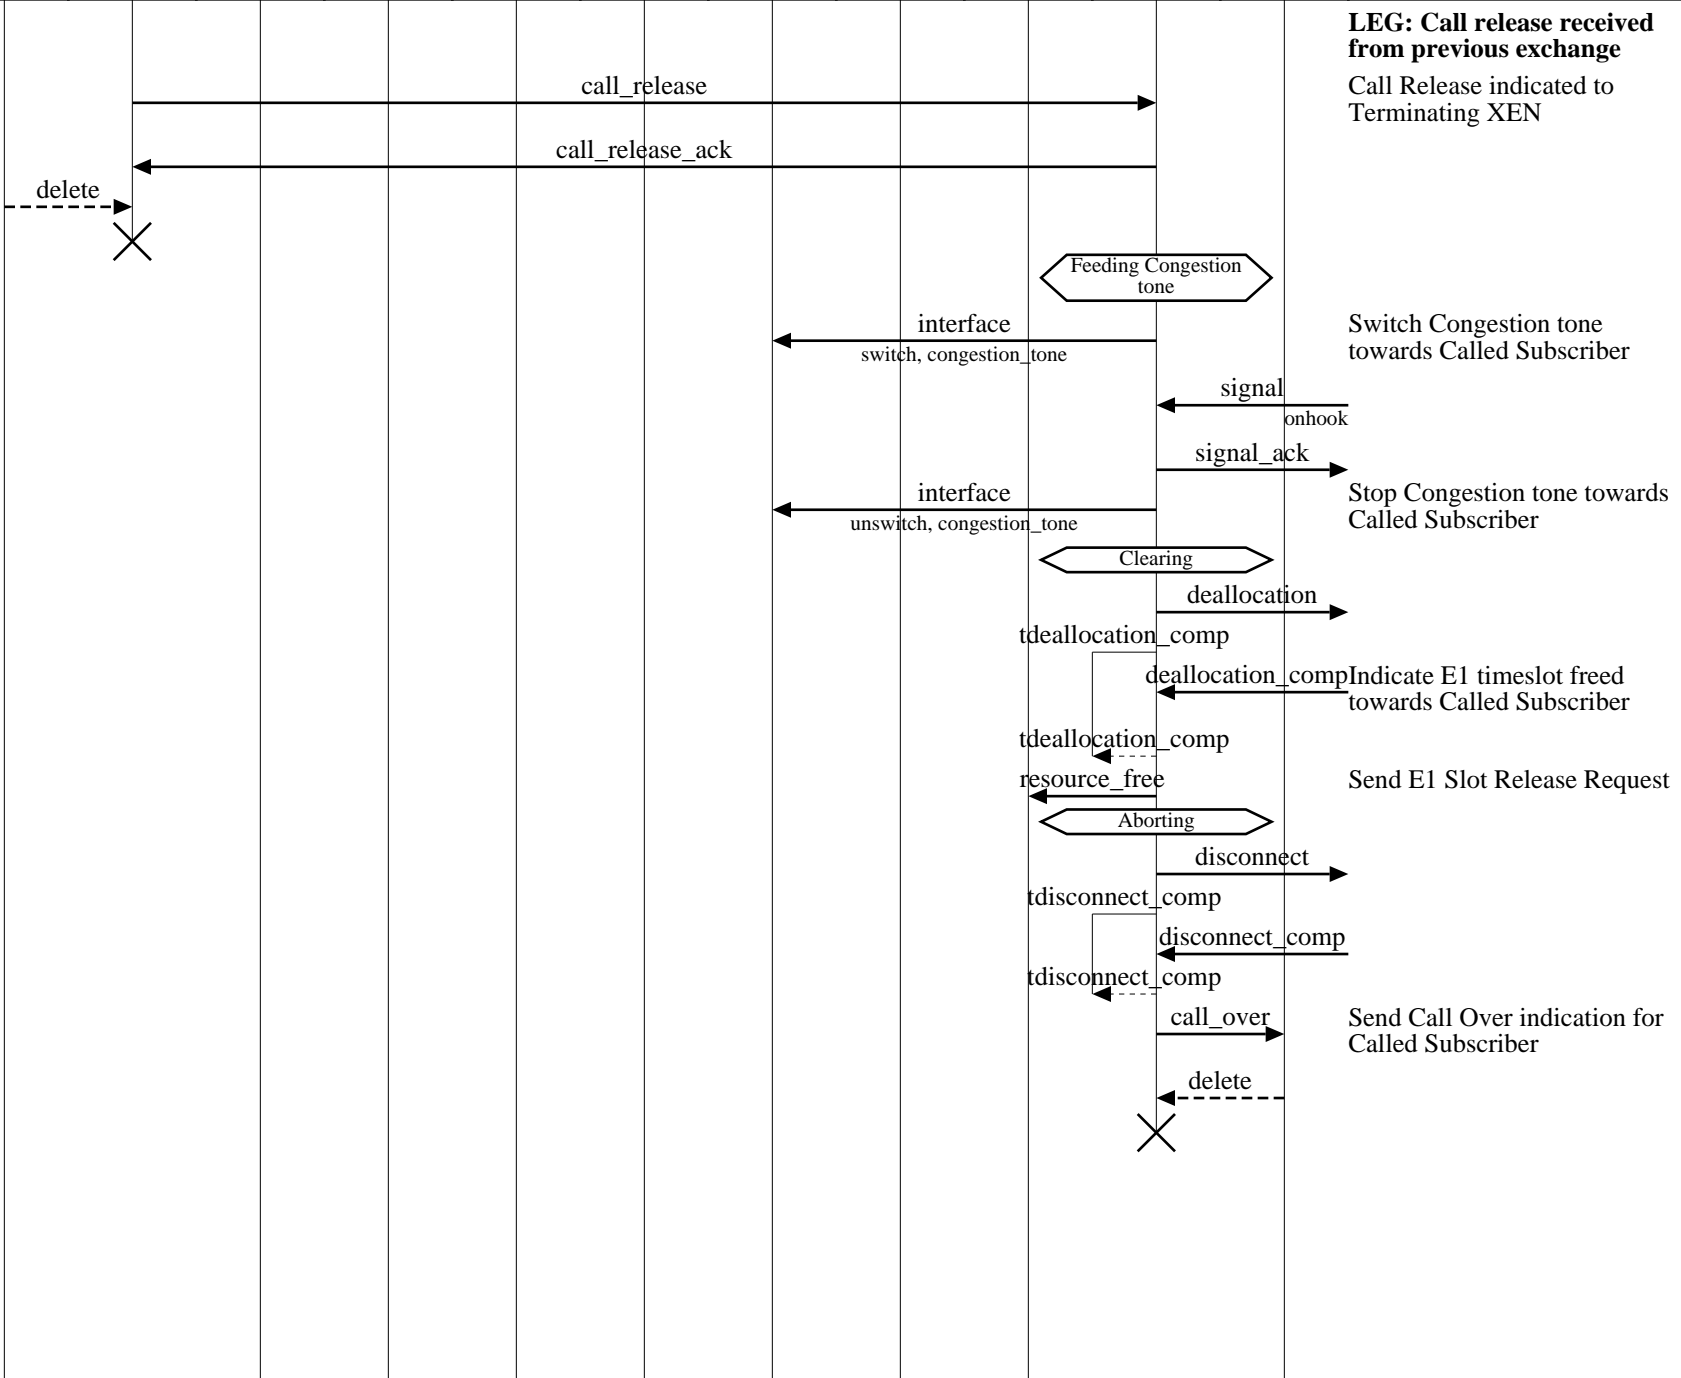 LEG: Call release received
from previous exchange
call_release
Call Release indicated to
Terminating XEN
call_release_ack
delete
Feeding Congestion
tone
interface
switch, congestion_tone
Switch Congestion tone
towards Called Subscriber
signal
onhook
signal_ack
interface
unswitch, congestion_tone
Stop Congestion tone towards
Called Subscriber
Clearing
deallocation
tdeallocation_comp
deallocation_comp
Indicate E1 timeslot freed
towards Called Subscriber
tdeallocation_comp
resource_free
Send E1 Slot Release Request
Aborting
disconnect
tdisconnect_comp
disconnect_comp
tdisconnect_comp
call_over
Send Call Over indication for
Called Subscriber
delete